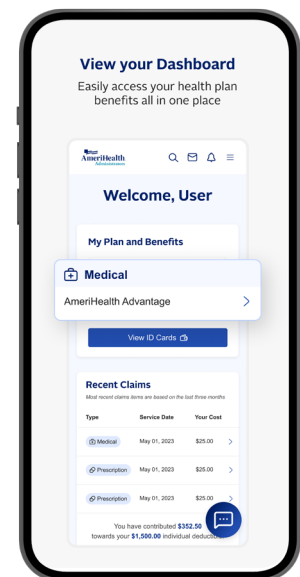 View your Dashboard
Easily access your health plan
benefits all in one place
AmeriHealth
Administrators
Welcome, User
My Plan and Benefits
Medical
AmeriHealth Advantage
View ID Cards
Recent Claims
Most recent claims items are based on the last three months
Type Service Date Your Cost
Medical May 01, 2023 $25.00
Prescription May 01, 2023 $25.00
Prescription May 01, 2023 $25.00
You have contributed $352.50
towards your $1,500.00 individual deductible